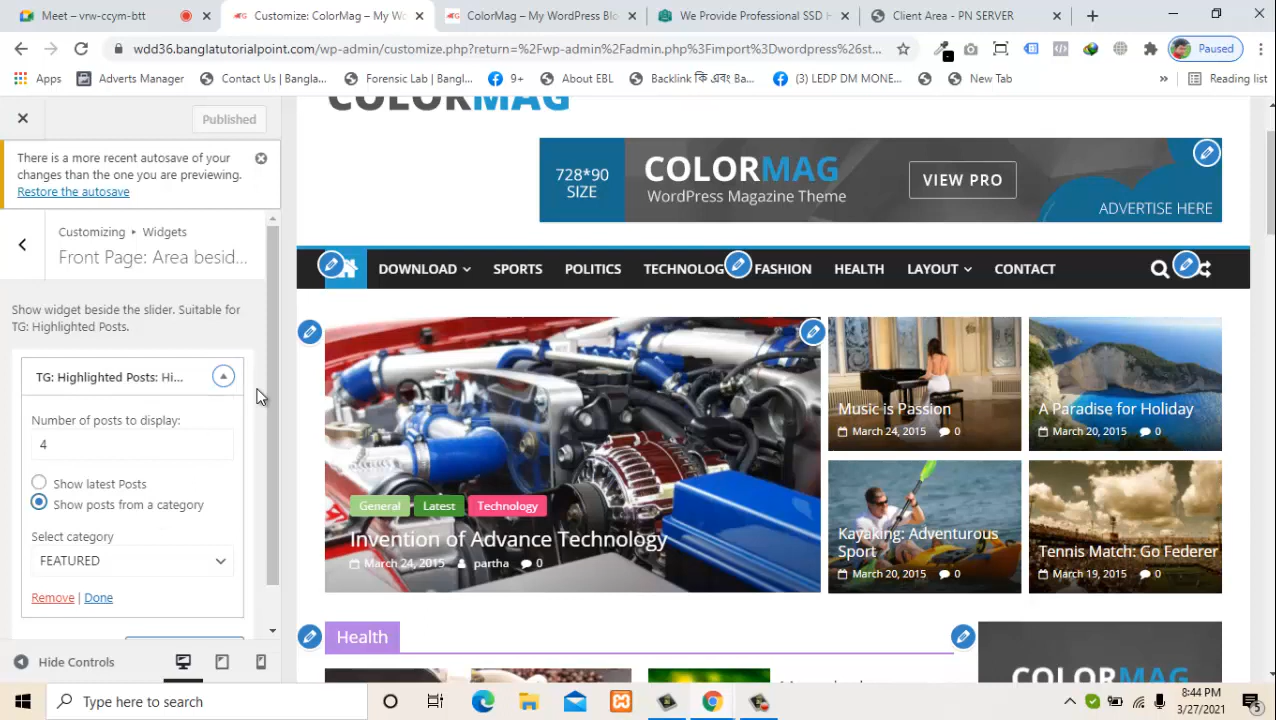 Meet – vrw-ccym-btc
Customize: ColorMag – My Wo
ColorMag – My WordPress Blo
We Provide Professional SSD H
Client Area - PN SERVER
wdd36.banglatutorialpoint.com/wp-admin/customize.php?return=%2Fwp-admin%2Fadmin.php%3Fimport%3Dwordpress%26st...
Paused
Apps
Adverts Manager
Contact Us | Bangla...
Forensic Lab | Bangl...
9+
About EBL
Backlink কি এবং Ba...
(3) LEDP DM MONE...
New Tab
»
Reading list
Published
There is a more recent autosave of your
changes than the one you are previewing.
Restore the autosave
Customizing ▸ Widgets
Front Page: Area besid...
Show widget beside the slider. Suitable for
TG: Highlighted Posts.
TG: Highlighted Posts: Hi...
Number of posts to display:
4
Show latest Posts
Show posts from a category
Select category
FEATURED
Remove | Done
Hide Controls
COLORMAG
728*90
SIZE
COLORMAG
WordPress Magazine Theme
VIEW PRO
ADVERTISE HERE
DOWNLOAD
SPORTS
POLITICS
TECHNOLOG
FASHION
HEALTH
LAYOUT
CONTACT
General
Latest
Technology
Invention of Advance Technology
March 24, 2015
partha
0
Music is Passion
March 24, 2015
0
A Paradise for Holiday
March 20, 2015
0
Kayaking: Adventurous
Sport
March 20, 2015
0
Tennis Match: Go Federer
March 19, 2015
0
Health
COLORMAG
Type here to search
8:44 PM
3/27/2021
5